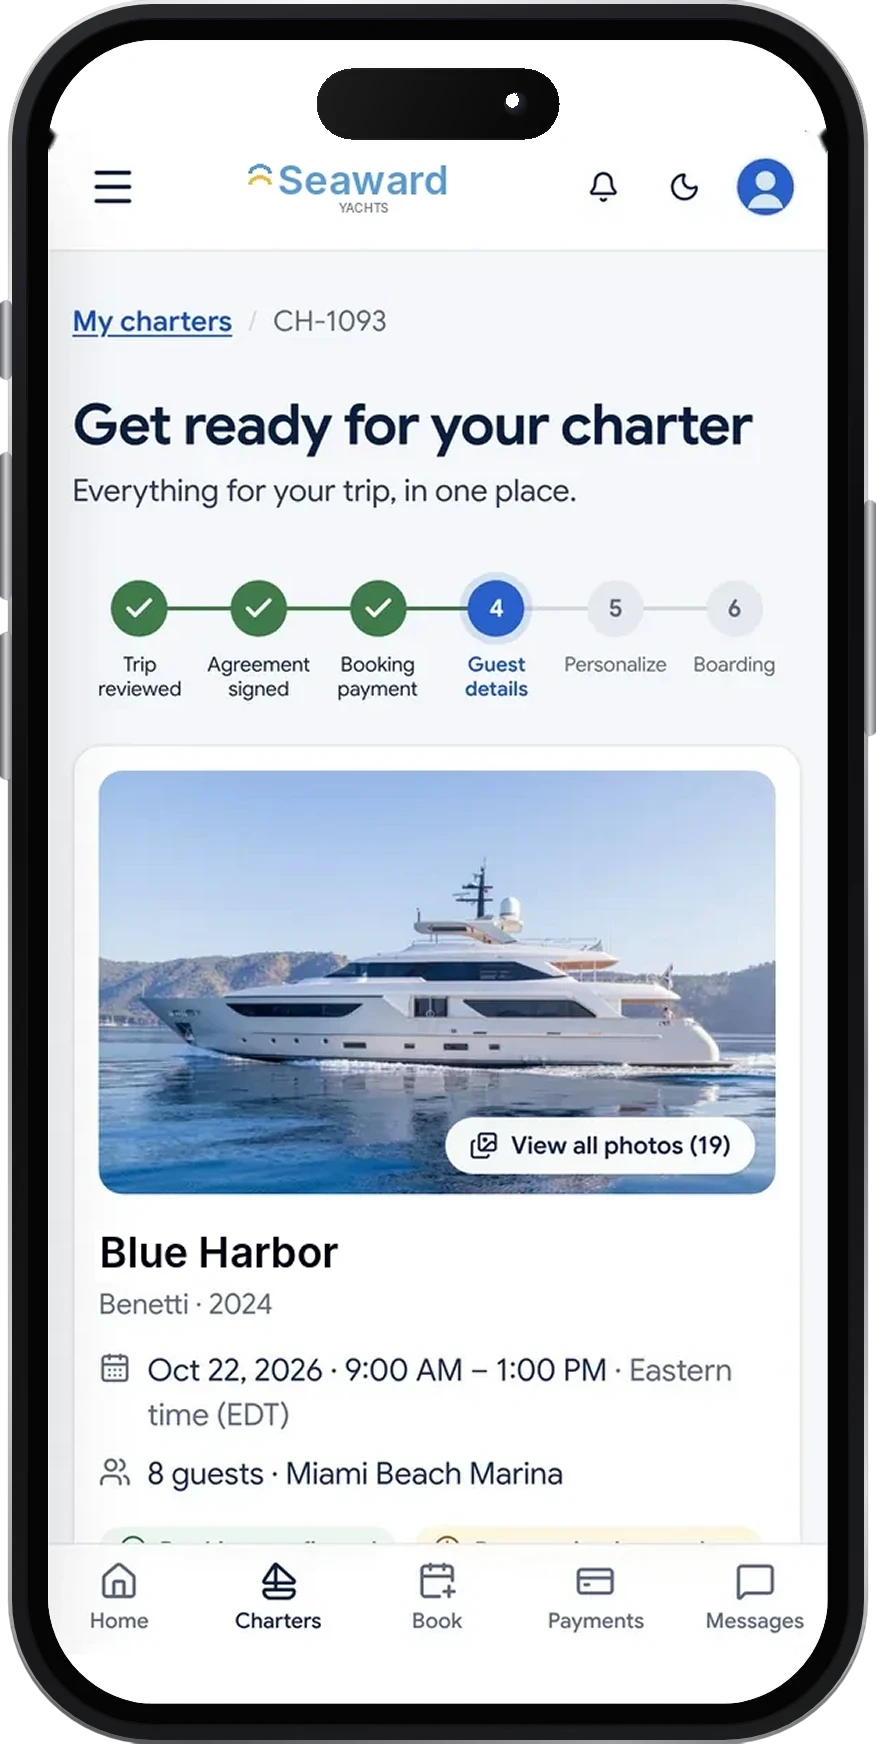 Seaward
YACHTS
My charters / CH-1093
Get ready for your charter
Everything for your trip, in one place.
4 5 6
Trip reviewed
Agreement signed
Booking payment
Guest details
Personalize
Boarding
View all photos (19)
Blue Harbor
Benetti · 2024
Oct 22, 2026 · 9:00 AM – 1:00 PM · Eastern
time (EDT)
8 guests · Miami Beach Marina
Home Charters Book Payments Messages